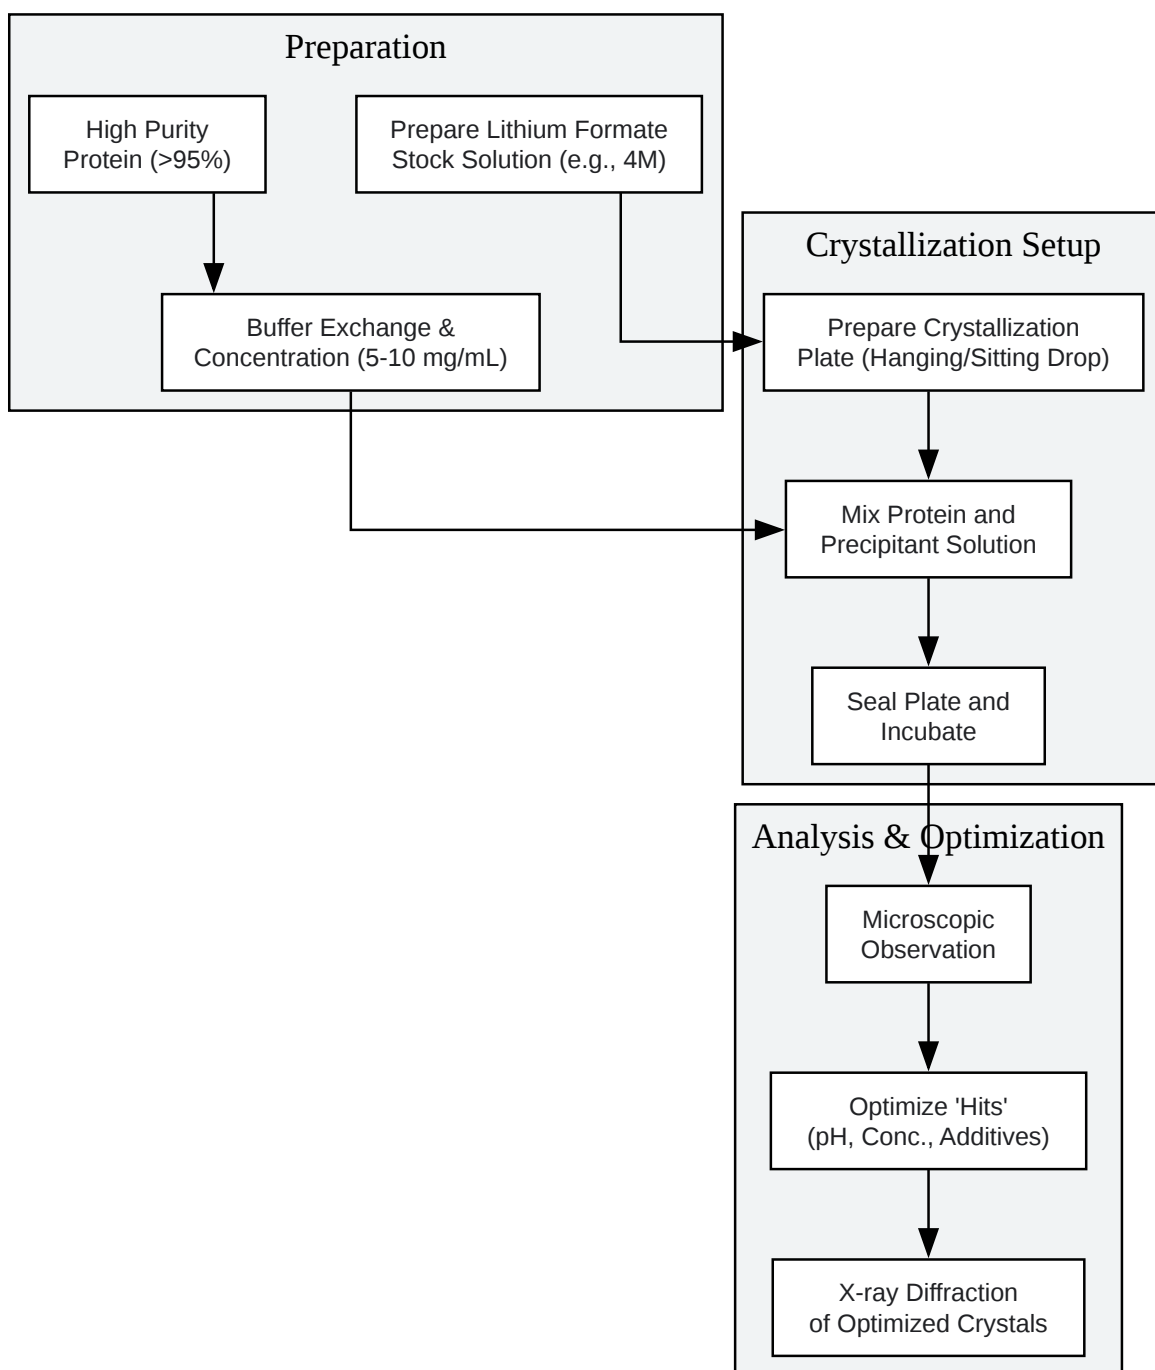 Preparation
High Purity
Protein (>95%)
Prepare Lithium Formate
Stock Solution (e.g., 4M)
Buffer Exchange &
Concentration (5-10 mg/mL)
Crystallization Setup
Prepare Crystallization
Plate (Hanging/Sitting Drop)
Mix Protein and
Precipitant Solution
Seal Plate and
Incubate
Analysis & Optimization
Microscopic
Observation
Optimize 'Hits'
(pH, Conc., Additives)
X-ray Diffraction
of Optimized Crystals